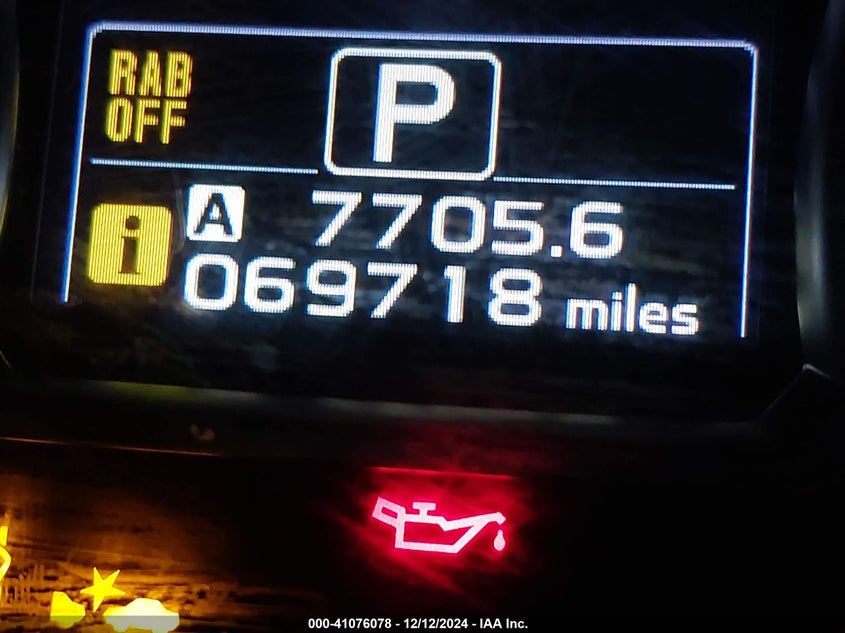 RAB
OFF
P
A 7705.6
i
069718 miles
000-41076078 - 12/12/2024 - IAA Inc.